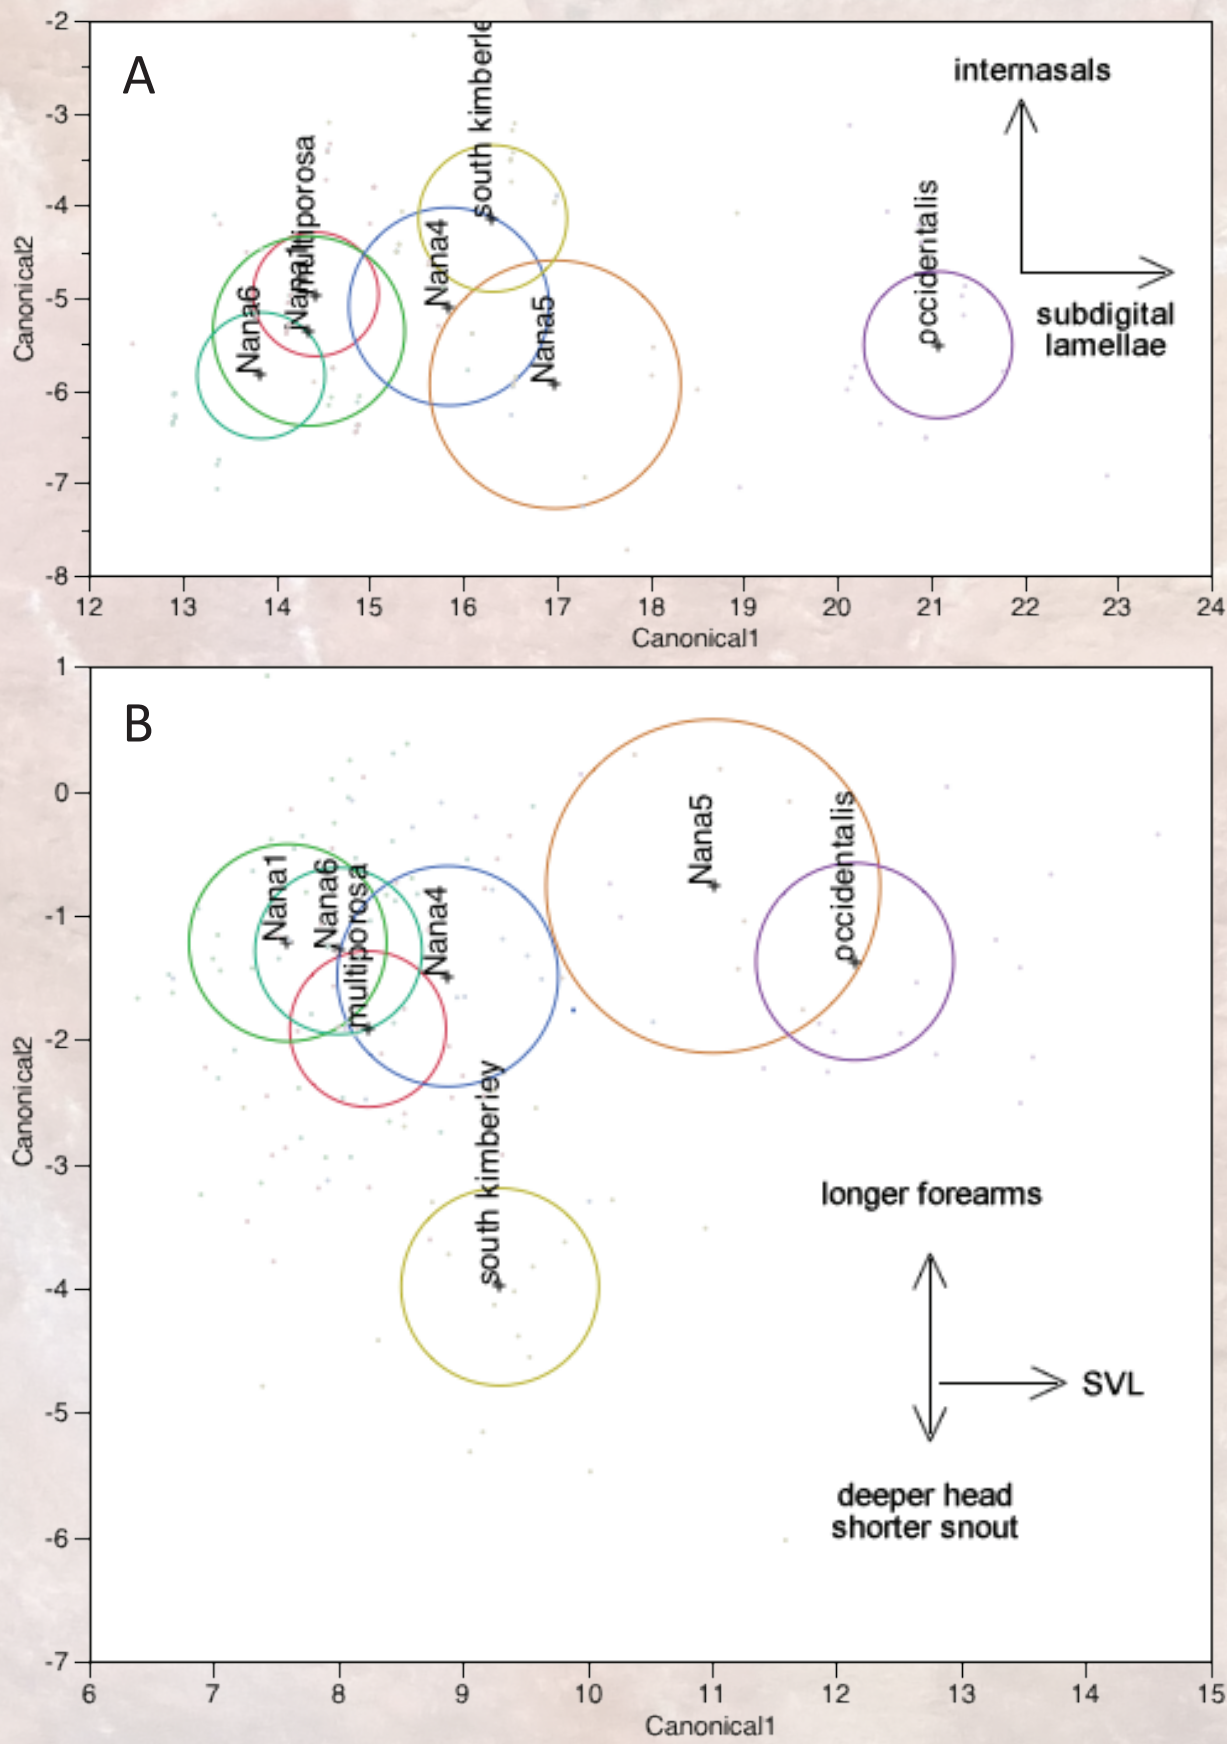 A
-2
-3
-4
-5
-6
-7
-8
Canonical2
12 13 14 15 16 17 18 19 20 21 22 23 24
Canonical1
Nana6
Nana1
multiporosa
Nana4
south kimberle
Nana5
occidentalis
internasals
subdigital
lamellae
B
1
0
-1
-2
-3
-4
-5
-6
-7
Canonical2
6 7 8 9 10 11 12 13 14 15
Canonical1
Nana1
Nana6
multiporosa
Nana4
south kimberley
Nana5
occidentalis
longer forearms
SVL
deeper head
shorter snout